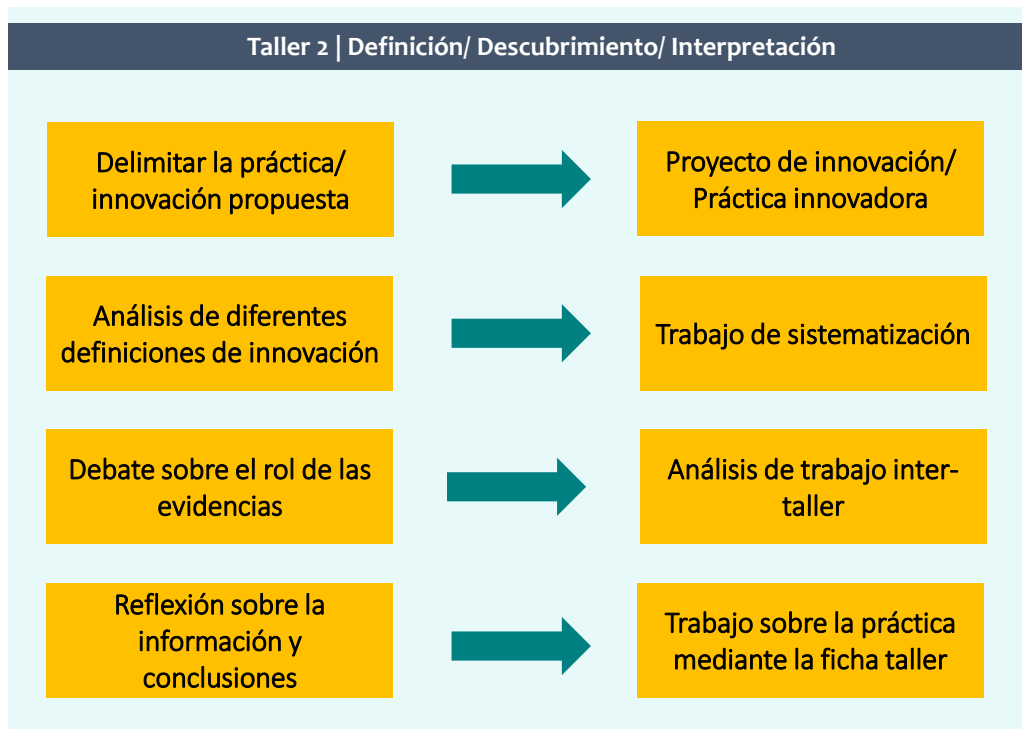 Taller 2 | Definición/ Descubrimiento/ Interpretación
Delimitar la práctica/
innovación propuesta
Proyecto de innovación/
Práctica innovadora
Análisis de diferentes
definiciones de innovación
Trabajo de sistematización
Debate sobre el rol de las
evidencias
Análisis de trabajo inter-
taller
Reflexión sobre la
información y
conclusiones
Trabajo sobre la práctica
mediante la ficha taller